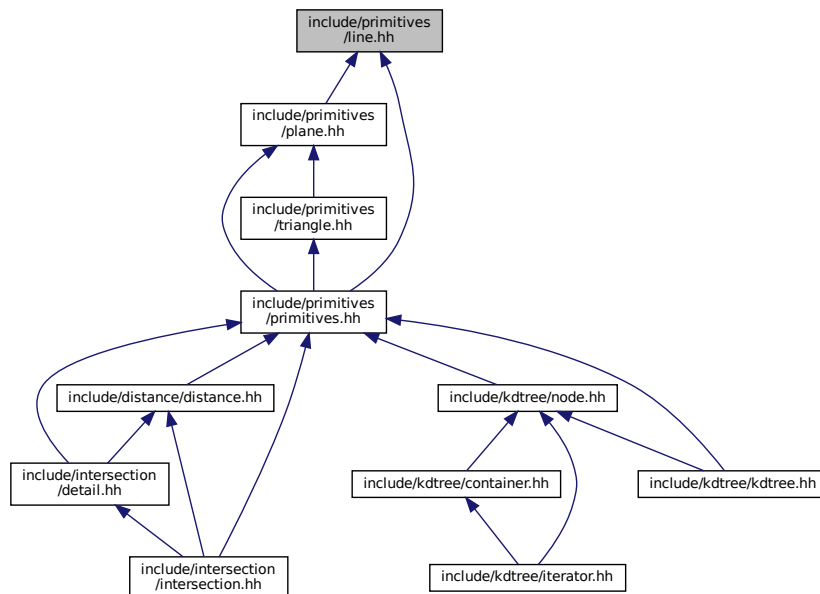 include/primitives
/line.hh
include/primitives
/plane.hh
include/primitives
/triangle.hh
include/primitives
/primitives.hh
include/distance/distance.hh
include/kdtree/node.hh
include/intersection
/detail.hh
include/kdtree/container.hh
include/kdtree/kdtree.hh
include/intersection
/intersection.hh
include/kdtree/iterator.hh